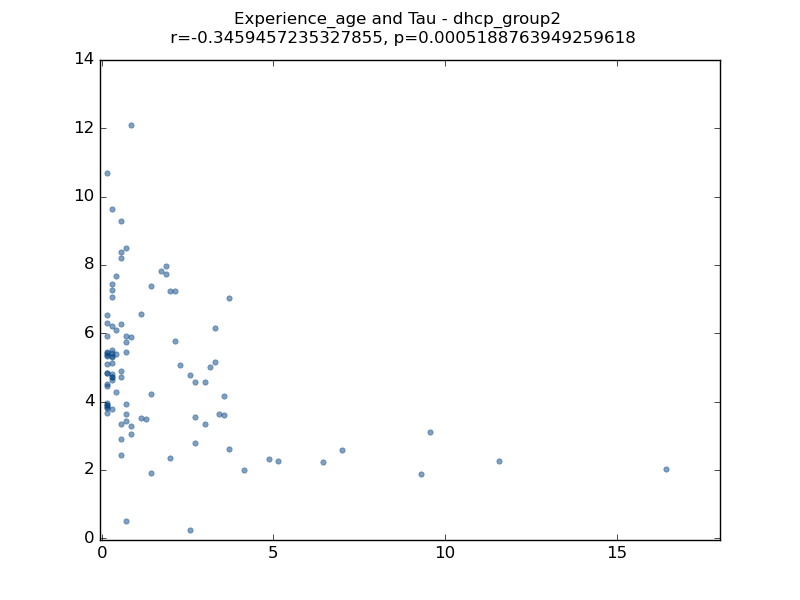 Experience_age and Tau - dhcp_group2
r=-0.3459457235327855, p=0.0005188763949259618
14
12
10
8
6
4
2
0
0 5 10 15